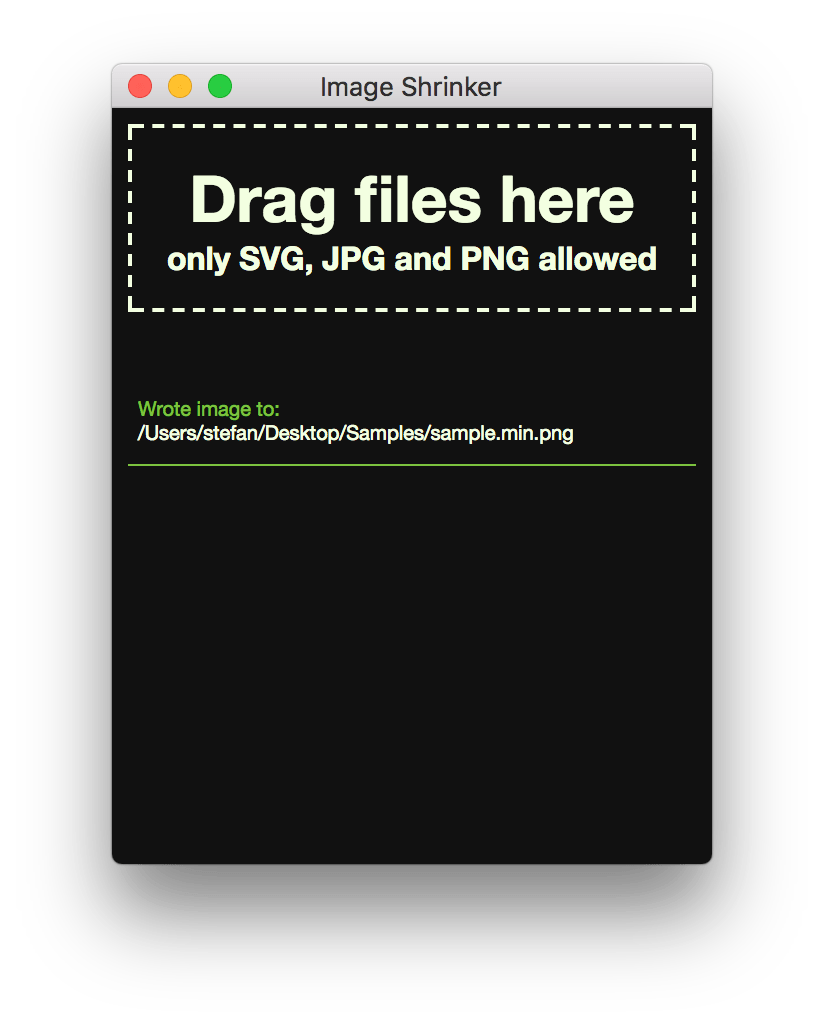 Image Shrinker
Drag files here
only SVG, JPG and PNG allowed
Wrote image to:
/Users/stefan/Desktop/Samples/sample.min.png